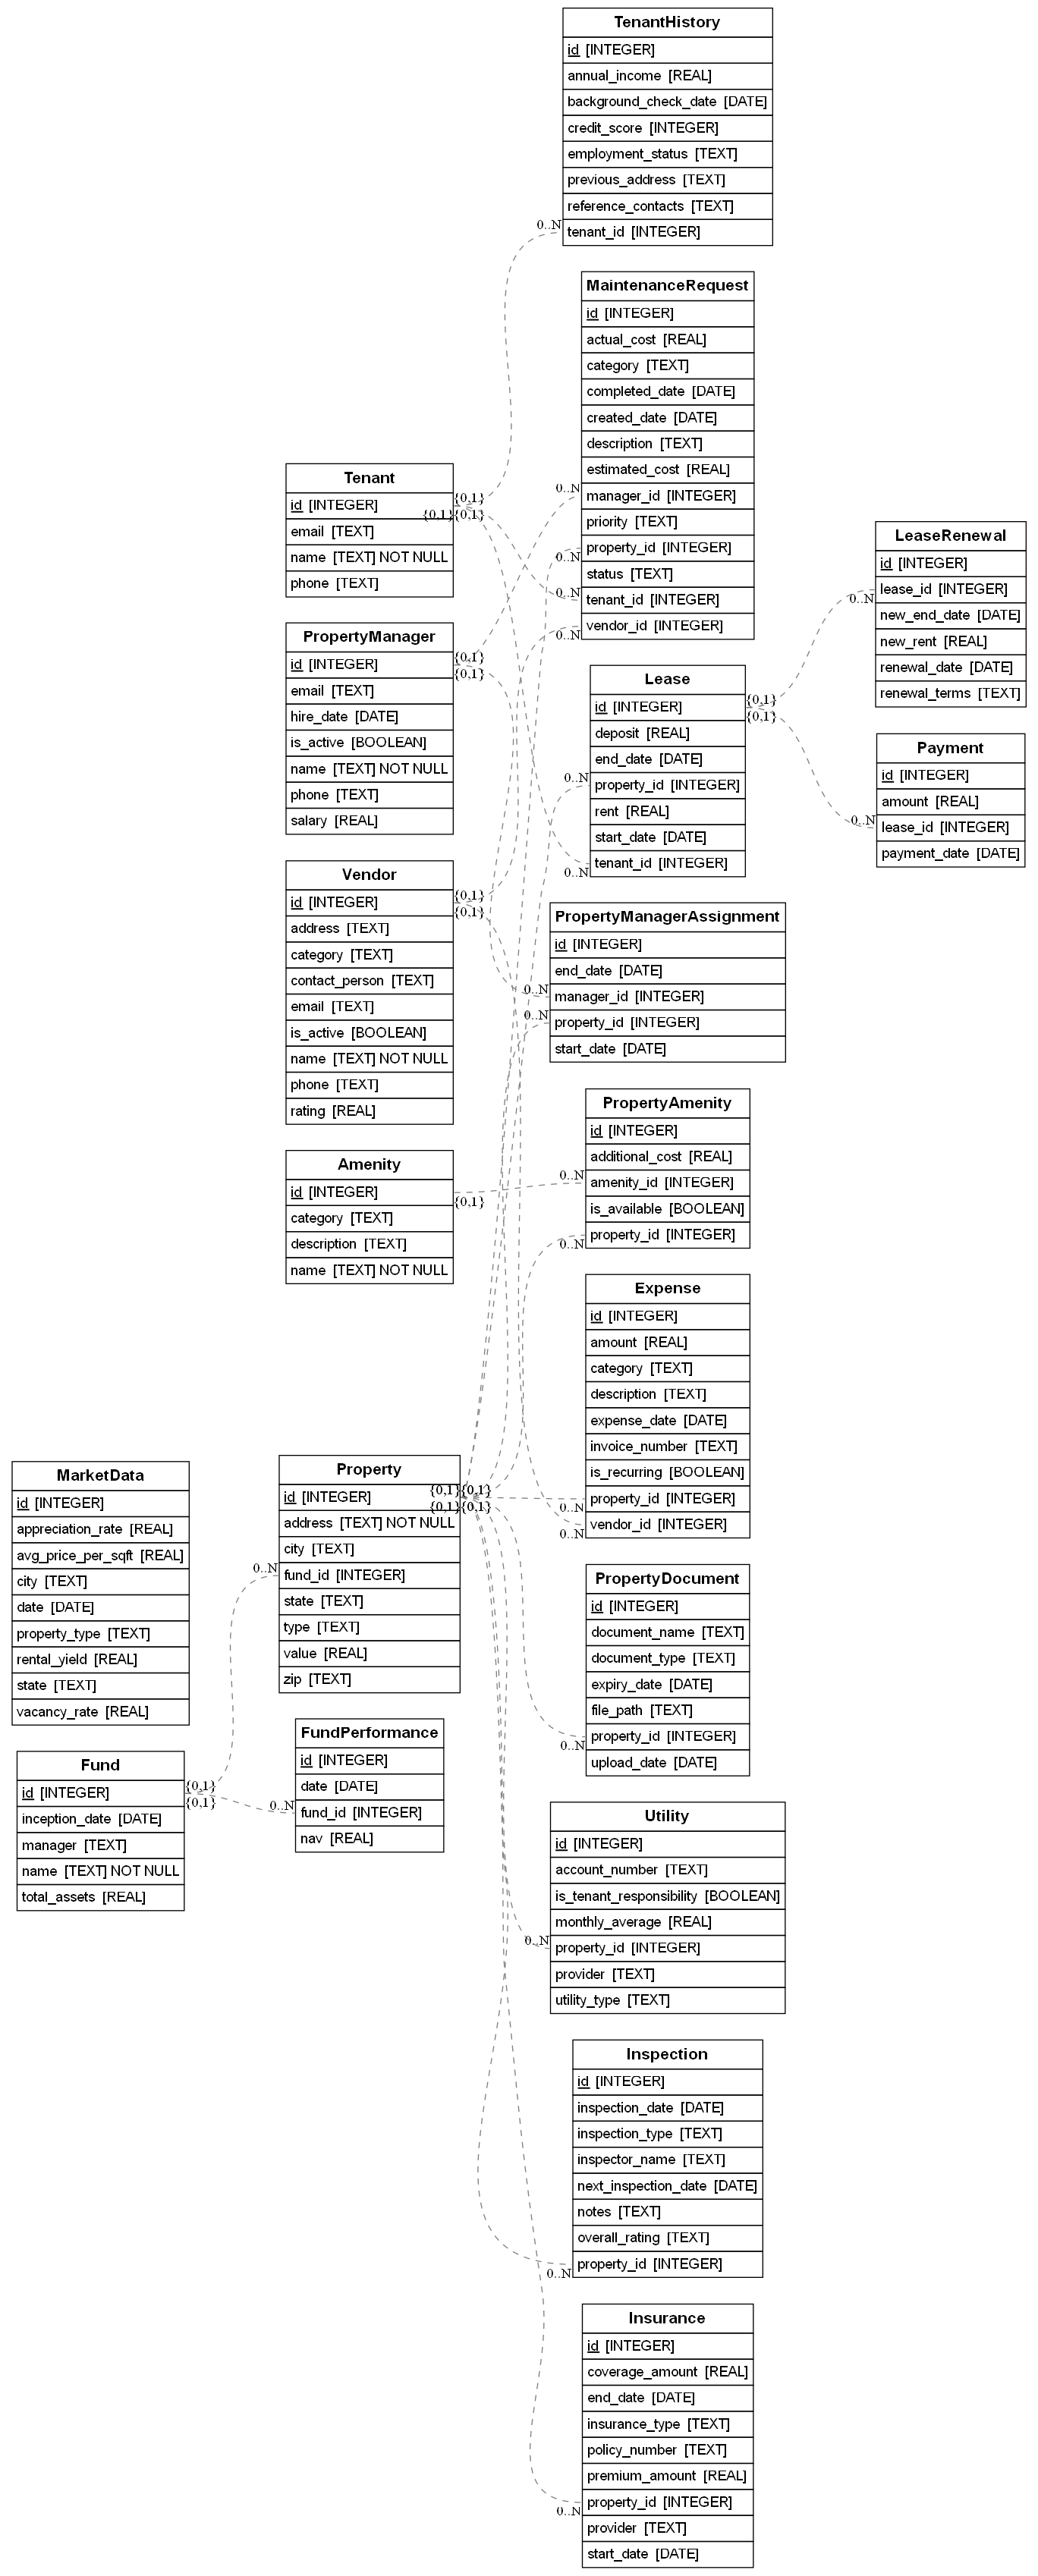 TenantHistory
id [INTEGER]
annual_income [REAL]
background_check_date [DATE]
credit_score [INTEGER]
employment_status [TEXT]
previous_address [TEXT]
reference_contacts [TEXT]
tenant_id [INTEGER]
0..N
MaintenanceRequest
id [INTEGER]
actual_cost [REAL]
category [TEXT]
completed_date [DATE]
created_date [DATE]
description [TEXT]
estimated_cost [REAL]
manager_id [INTEGER]
priority [TEXT]
property_id [INTEGER]
status [TEXT]
tenant_id [INTEGER]
vendor_id [INTEGER]
0..N
0..N
0..N
0..N
Tenant
id [INTEGER]
email [TEXT]
name [TEXT] NOT NULL
phone [TEXT]
{0,1}
{0,1}
{0,1}
PropertyManager
id [INTEGER]
email [TEXT]
hire_date [DATE]
is_active [BOOLEAN]
name [TEXT] NOT NULL
phone [TEXT]
salary [REAL]
{0,1}
{0,1}
LeaseRenewal
id [INTEGER]
lease_id [INTEGER]
new_end_date [DATE]
new_rent [REAL]
renewal_date [DATE]
renewal_terms [TEXT]
0..N
Lease
id [INTEGER]
deposit [REAL]
end_date [DATE]
property_id [INTEGER]
rent [REAL]
start_date [DATE]
tenant_id [INTEGER]
{0,1}
{0,1}
0..N
0..N
Payment
id [INTEGER]
amount [REAL]
lease_id [INTEGER]
payment_date [DATE]
0..N
Vendor
id [INTEGER]
address [TEXT]
category [TEXT]
contact_person [TEXT]
email [TEXT]
is_active [BOOLEAN]
name [TEXT] NOT NULL
phone [TEXT]
rating [REAL]
{0,1}
{0,1}
PropertyManagerAssignment
id [INTEGER]
end_date [DATE]
manager_id [INTEGER]
property_id [INTEGER]
start_date [DATE]
0..N
0..N
Amenity
id [INTEGER]
category [TEXT]
description [TEXT]
name [TEXT] NOT NULL
{0,1}
PropertyAmenity
id [INTEGER]
additional_cost [REAL]
amenity_id [INTEGER]
is_available [BOOLEAN]
property_id [INTEGER]
0..N
0..N
Expense
id [INTEGER]
amount [REAL]
category [TEXT]
description [TEXT]
expense_date [DATE]
invoice_number [TEXT]
is_recurring [BOOLEAN]
property_id [INTEGER]
vendor_id [INTEGER]
0..N
0..N
MarketData
id [INTEGER]
appreciation_rate [REAL]
avg_price_per_sqft [REAL]
city [TEXT]
date [DATE]
property_type [TEXT]
rental_yield [REAL]
state [TEXT]
vacancy_rate [REAL]
Property
id [INTEGER]
address [TEXT] NOT NULL
city [TEXT]
fund_id [INTEGER]
state [TEXT]
type [TEXT]
value [REAL]
zip [TEXT]
{0,1}
{0,1}
{0,1}
{0,1}
0..N
PropertyDocument
id [INTEGER]
document_name [TEXT]
document_type [TEXT]
expiry_date [DATE]
file_path [TEXT]
property_id [INTEGER]
upload_date [DATE]
0..N
Fund
id [INTEGER]
inception_date [DATE]
manager [TEXT]
name [TEXT] NOT NULL
total_assets [REAL]
{0,1}
{0,1}
FundPerformance
id [INTEGER]
date [DATE]
fund_id [INTEGER]
nav [REAL]
0..N
Utility
id [INTEGER]
account_number [TEXT]
is_tenant_responsibility [BOOLEAN]
monthly_average [REAL]
property_id [INTEGER]
provider [TEXT]
utility_type [TEXT]
0..N
Inspection
id [INTEGER]
inspection_date [DATE]
inspection_type [TEXT]
inspector_name [TEXT]
next_inspection_date [DATE]
notes [TEXT]
overall_rating [TEXT]
property_id [INTEGER]
0..N
Insurance
id [INTEGER]
coverage_amount [REAL]
end_date [DATE]
insurance_type [TEXT]
policy_number [TEXT]
premium_amount [REAL]
property_id [INTEGER]
provider [TEXT]
start_date [DATE]
0..N